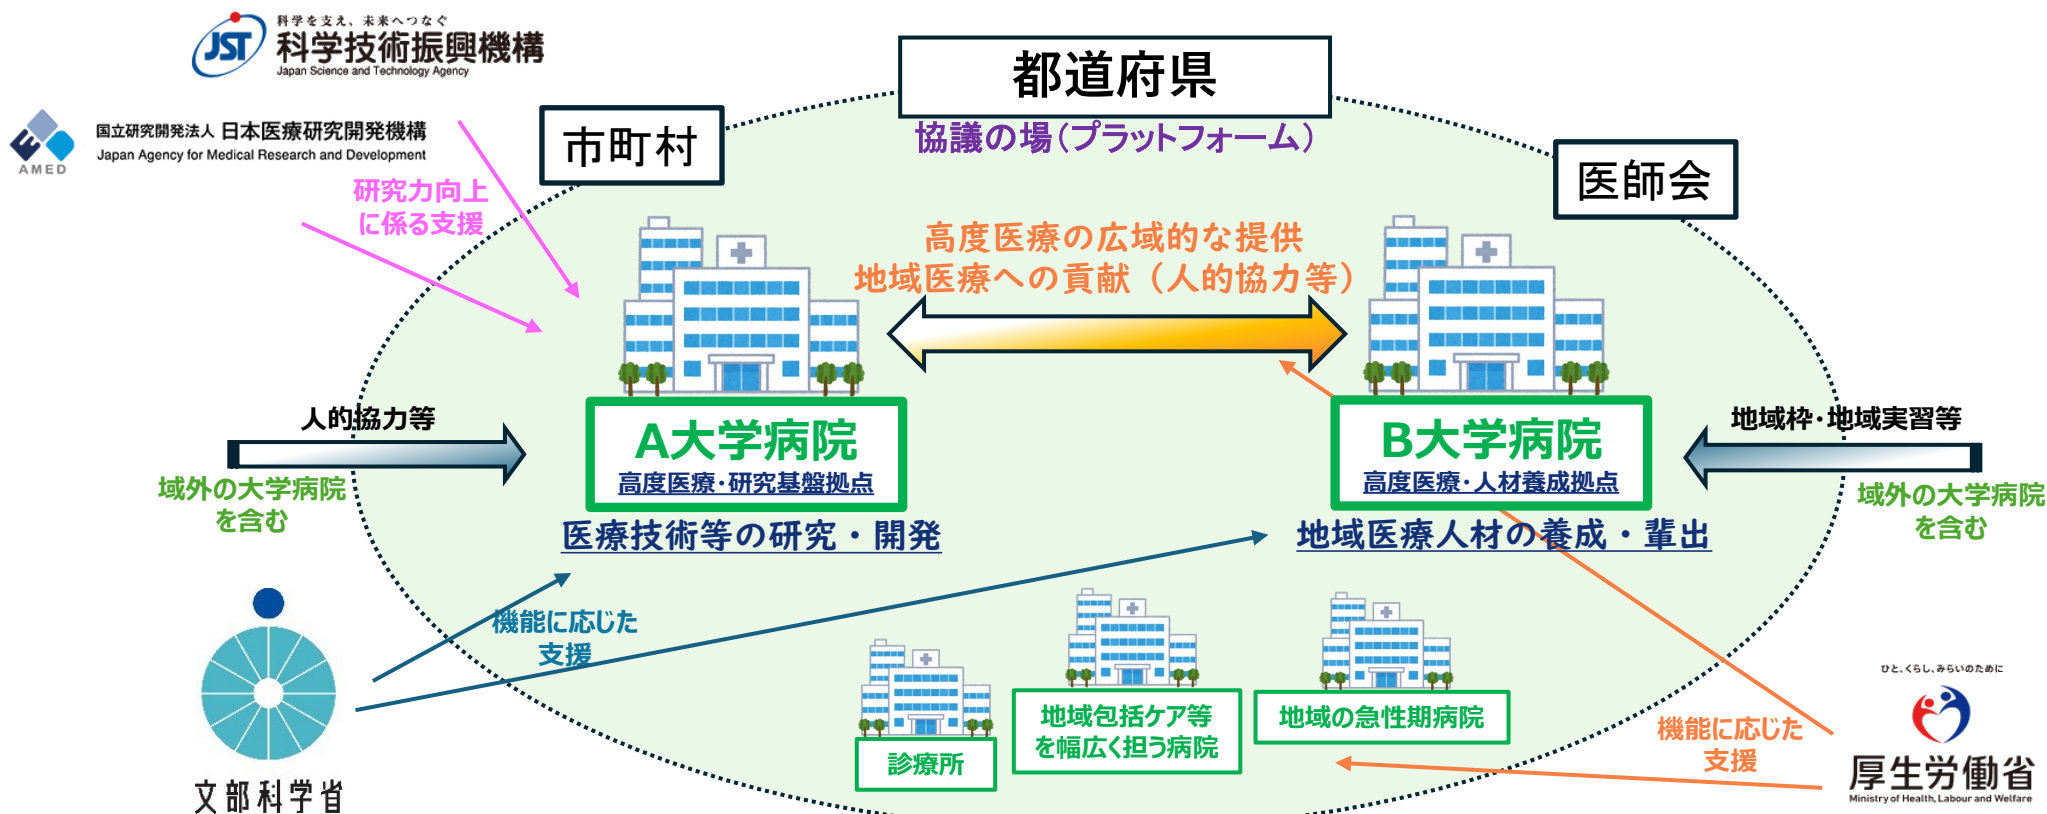 科学を支え、未来へつなぐ
JST 科学技術振興機構
Japan Science and Technology Agency
都道府県
協議の場（プラットフォーム）
市町村
医師会
国立研究開発法人 日本医療研究開発機構
Japan Agency for Medical Research and Development
AMED
研究力向上
に係る支援
高度医療の広域的な提供
地域医療への貢献（人的協力等）
人的協力等
域外の大学病院
を含む
A大学病院
高度医療・研究基盤拠点
医療技術等の研究・開発
B大学病院
高度医療・人材養成拠点
地域医療人材の養成・輩出
地域枠・地域実習等
域外の大学病院
を含む
機能に応じた
支援
文部科学省
診療所
地域包括ケア等
を幅広く担う病院
地域の急性期病院
機能に応じた
支援
ひと、くらし、みらいのために
厚生労働省
Ministry of Health, Labour and Welfare